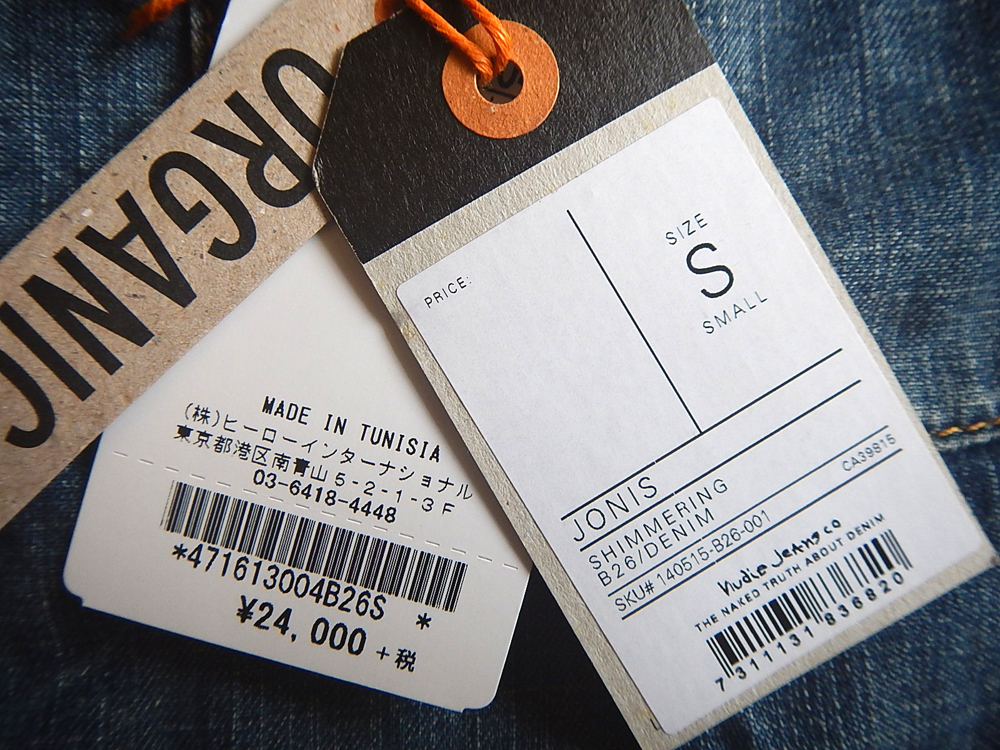 ORGANIC
MADE IN TUNISIA
(株)ヒーローインターナショナル
東京都港区南青山5-2-1-3F
03-6418-4448
*471613004B26S *
¥24,000+税
PRICE:
SIZE
S
SMALL
JONIS
SHIMMERING
B26/DENIM
SKU# 140515-B26-001 CA39815
Nudie Jeans co
THE NAKED TRUTH ABOUT DENIM
7 311131 836820